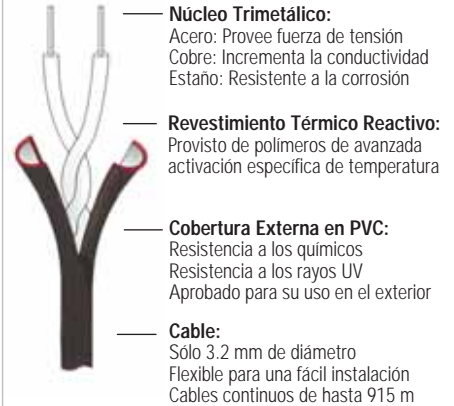 Núcleo Trimetálico:
Acero: Provee fuerza de tensión
Cobre: Incrementa la conductividad
Estaño: Resistente a la corrosión
Revestimiento Térmico Reactivo:
Provisto de polímeros de avanzada
activación específica de temperatura
Cobertura Externa en PVC:
Resistencia a los químicos
Resistencia a los rayos UV
Aprobado para su uso en el exterior
Cable:
Sólo 3.2 mm de diámetro
Flexible para una fácil instalación
Cables continuos de hasta 915 m